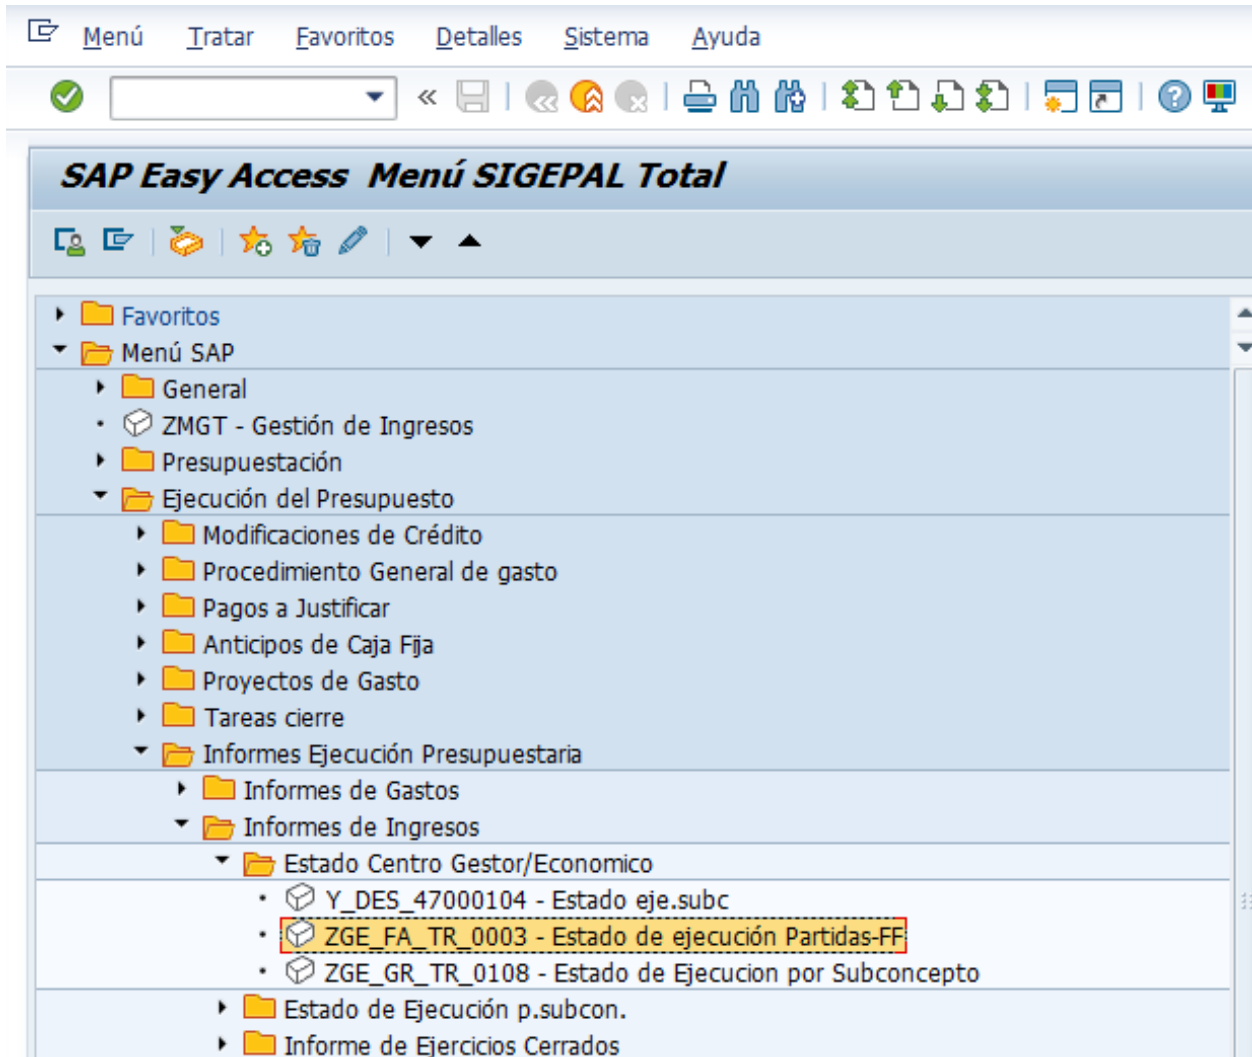 Menú Tratar Favoritos Detalles Sistema Ayuda
SAP Easy Access Menú SIGEPAL Total
Favoritos
Menú SAP
General
ZMGT - Gestión de Ingresos
Presupuestación
Ejecución del Presupuesto
Modificaciones de Crédito
Procedimiento General de gasto
Pagos a Justificar
Anticipos de Caja Fija
Proyectos de Gasto
Tareas cierre
Informes Ejecución Presupuestaria
Informes de Gastos
Informes de Ingresos
Estado Centro Gestor/Economico
Y_DES_47000104 - Estado eje.subc
ZGE_FA_TR_0003 - Estado de ejecución Partidas-FF
ZGE_GR_TR_0108 - Estado de Ejecucion por Subconcepto
Estado de Ejecución p.subcon.
Informe de Ejercicios Cerrados